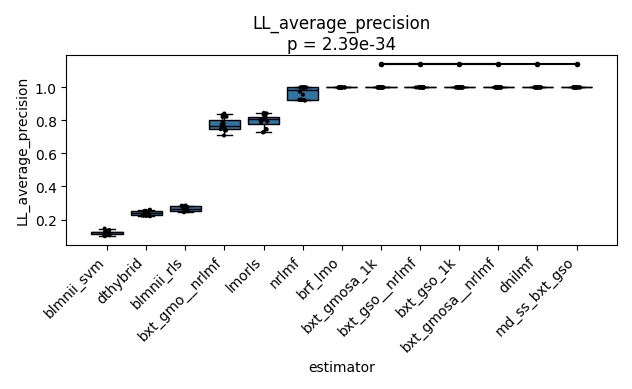 LL_average_precision
p = 2.39e-34
LL_average_precision
1.0
0.8
0.6
0.4
0.2
blmnii_svm
dthybrid
blmnii_rls
bxt_gmo__nrlmf
lmorls
nrlmf
brf_lmo
bxt_gmosa_1k
bxt_gso__nrlmf
bxt_gso_1k
bxt_gmosa__nrlmf
dnilmf
md_ss_bxt_gso
estimator